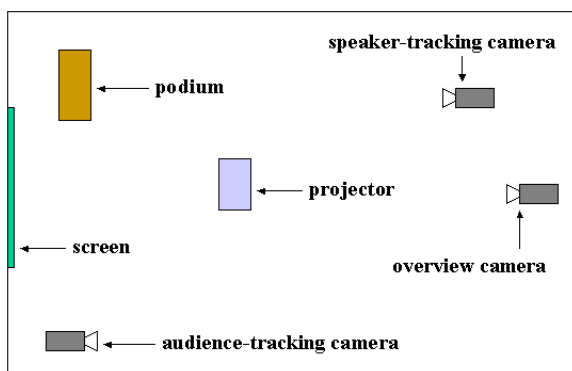 speaker-tracking camera
podium
projector
screen
overview camera
audience-tracking camera